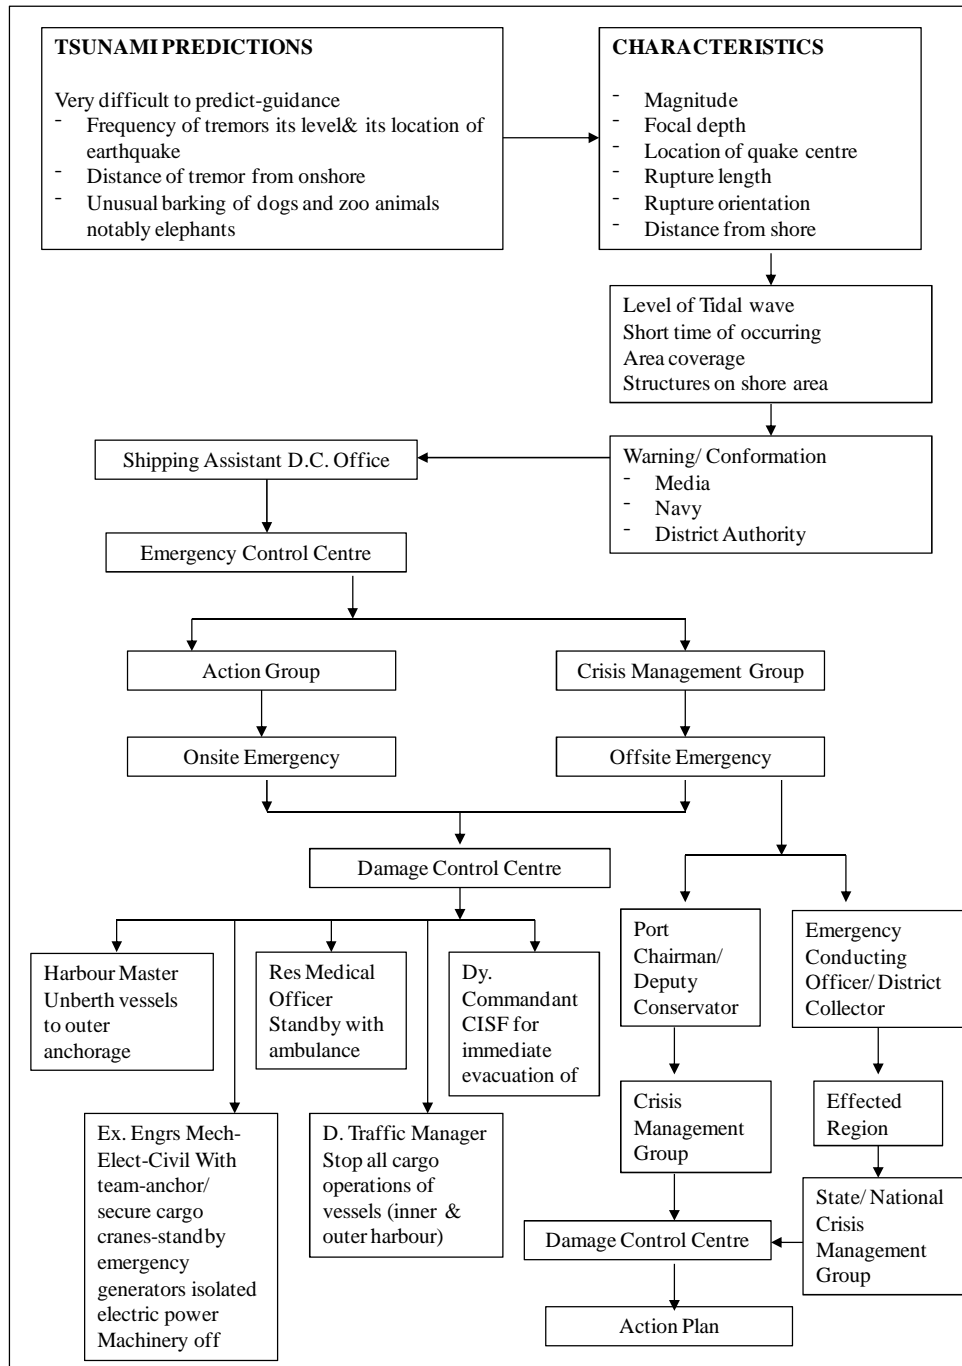 TSUNAMI PREDICTIONS
Very difficult to predict-guidance
- Frequency of tremors its level& its location of
earthquake
- Distance of tremor from onshore
- Unusual barking of dogs and zoo animals
notably elephants
CHARACTERISTICS
- Magnitude
- Focal depth
- Location of quake centre
- Rupture length
- Rupture orientation
- Distance from shore
Level of Tidal wave
Short time of occurring
Area coverage
Structures on shore area
Warning/ Conformation
- Media
- Navy
- District Authority
Shipping Assistant D.C. Office
Emergency Control Centre
Action Group
Crisis Management Group
Onsite Emergency
Offsite Emergency
Damage Control Centre
Harbour Master
Unberth vessels
to outer
anchorage
Res Medical
Officer
Standby with
ambulance
Dy.
Commandant
CISF for
immediate
evacuation of
Port
Chairman/
Deputy
Conservator
Emergency
Conducting
Officer/ District
Collector
Ex. Engrs Mech-
Elect-Civil With
team-anchor/
secure cargo
cranes-standby
emergency
generators isolated
electric power
Machinery off
D. Traffic Manager
Stop all cargo
operations of
vessels (inner &
outer harbour)
Crisis
Management
Group
Effected
Region
Damage Control Centre
State/ National
Crisis
Management
Group
Action Plan